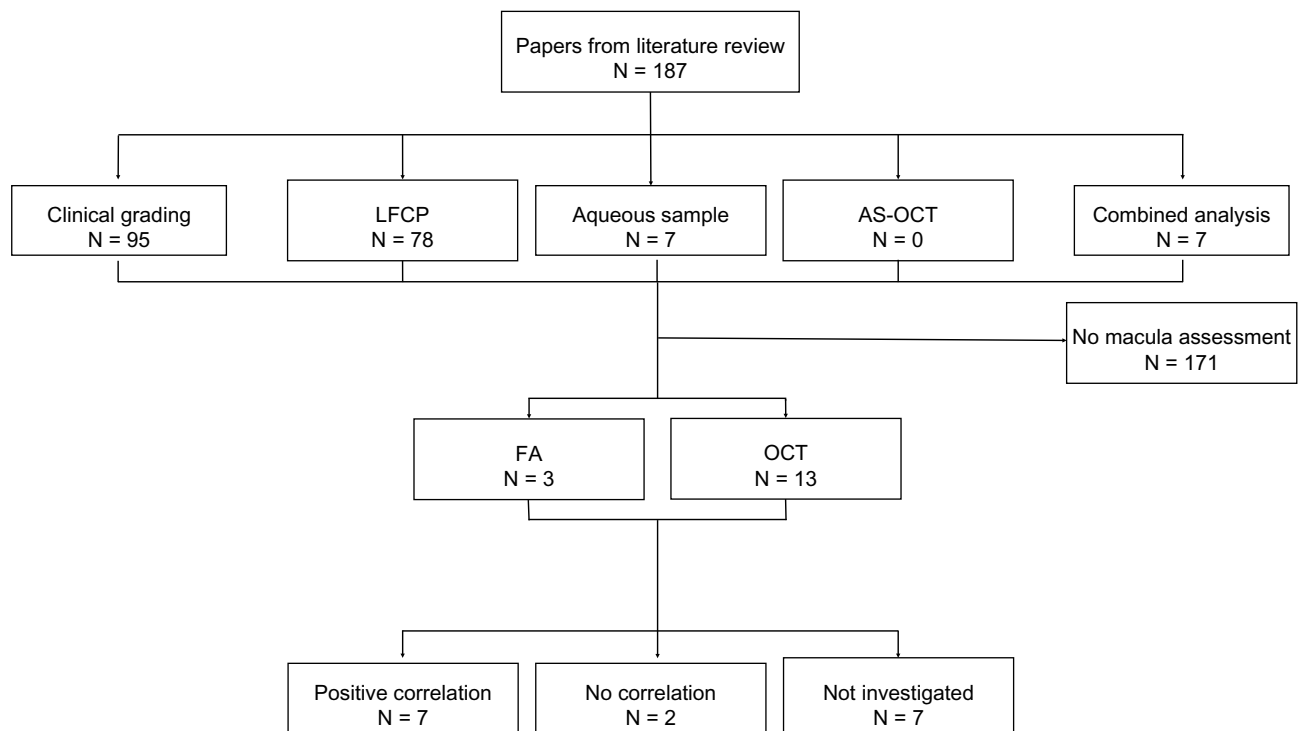 Papers from literature review
N = 187
Clinical grading
N = 95
LFCP
N = 78
Aqueous sample
N = 7
AS-OCT
N = 0
Combined analysis
N = 7
No macula assessment
N = 171
FA
N = 3
OCT
N = 13
Positive correlation
N = 7
No correlation
N = 2
Not investigated
N = 7